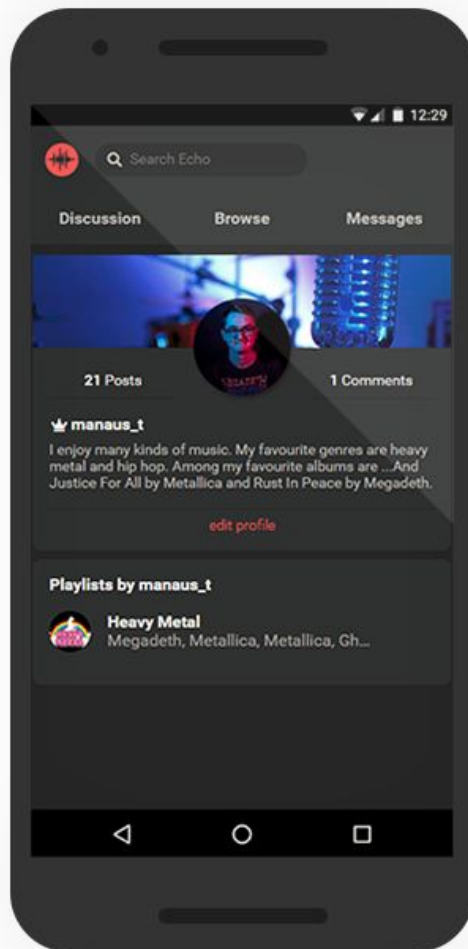 12:29
Search Echo
Discussion Browse Messages
21 Posts 1 Comments
manaus_t
I enjoy many kinds of music. My favourite genres are heavy
metal and hip hop. Among my favourite albums are ...And
Justice For All by Metallica and Rust In Peace by Megadeth.
edit profile
Playlists by manaus_t
Heavy Metal
Megadeth, Metallica, Metallica, Gh...